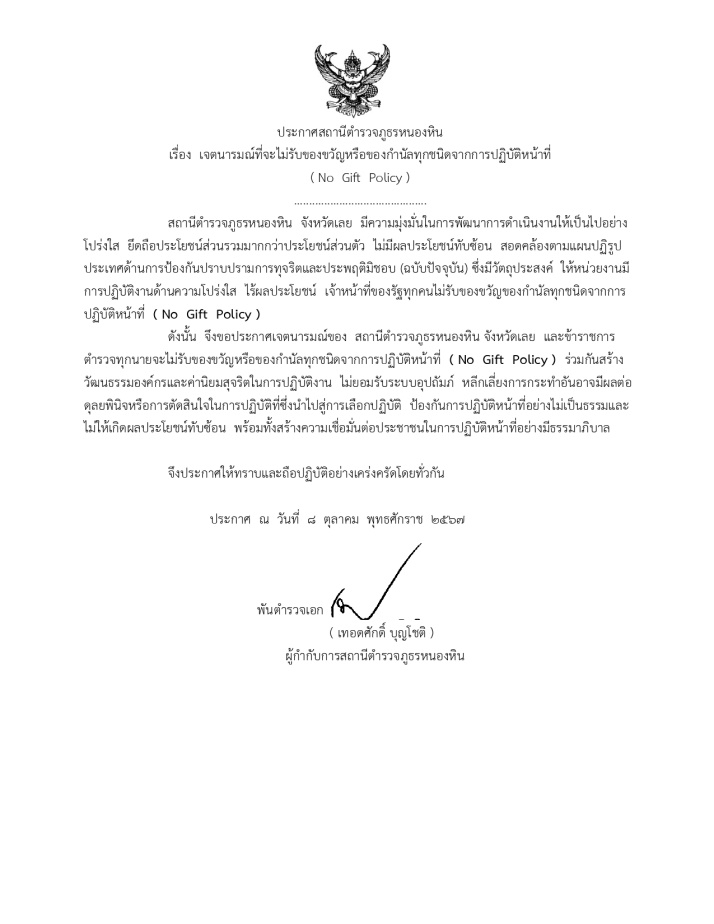 ประกาศสถานีตำรวจภูธรหนองหิน
เรื่อง เจตนารมณ์ที่จะไม่รับของขวัญหรือของกำนัลทุกชนิดจากการปฏิบัติหน้าที่
( No Gift Policy )
............................................
สถานีตำรวจภูธรหนองหิน จังหวัดเลย มีความมุ่งมั่นในการพัฒนาการดำเนินงานให้เป็นไปอย่าง
โปร่งใส ยึดถือประโยชน์ส่วนรวมมากกว่าประโยชน์ส่วนตัว ไม่มีผลประโยชน์ทับซ้อน สอดคล้องตามแผนปฏิรูป
ประเทศด้านการป้องกันปราบปรามการทุจริตและประพฤติมิชอบ (ฉบับปัจจุบัน) ซึ่งมีวัตถุประสงค์ ให้หน่วยงานมี
การปฏิบัติงานด้านความโปร่งใส ไร้ผลประโยชน์ เจ้าหน้าที่ของรัฐทุกคนไม่รับของขวัญของกำนัลทุกชนิดจากการ
ปฏิบัติหน้าที่ ( No Gift Policy )
ดังนั้น จึงขอประกาศเจตนารมณ์ของ สถานีตำรวจภูธรหนองหิน จังหวัดเลย และข้าราชการ
ตำรวจทุกนายจะไม่รับของขวัญหรือของกำนัลทุกชนิดจากการปฏิบัติหน้าที่ ( No Gift Policy ) ร่วมกันสร้าง
วัฒนธรรมองค์กรและค่านิยมสุจริตในการปฏิบัติงาน ไม่ยอมรับระบบอุปถัมภ์ หลีกเลี่ยงการกระทำอันอาจมีผลต่อ
ดุลยพินิจหรือการตัดสินใจในการปฏิบัติที่ซึ่งนำไปสู่การเลือกปฏิบัติ ป้องกันการปฏิบัติหน้าที่อย่างไม่เป็นธรรมและ
ไม่ให้เกิดผลประโยชน์ทับซ้อน พร้อมทั้งสร้างความเชื่อมั่นต่อประชาชนในการปฏิบัติหน้าที่อย่างมีธรรมาภิบาล
จึงประกาศให้ทราบและถือปฏิบัติอย่างเคร่งครัดโดยทั่วกัน
ประกาศ ณ วันที่ ๘ ตุลาคม พุทธศักราช ๒๕๖๗
พันตำรวจเอก
( เทอดศักดิ์ บุญโชติ )
ผู้กำกับการสถานีตำรวจภูธรหนองหิน